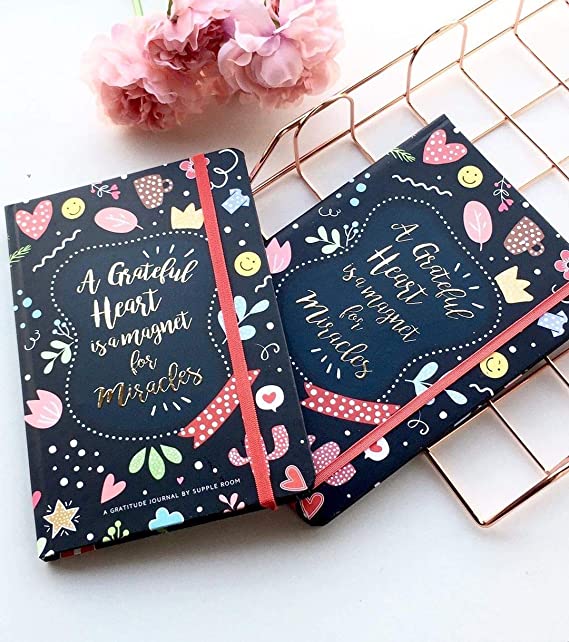 A Grateful
Heart
is a magnet
for
Miracles
A GRATITUDE JOURNAL BY SUPPLE ROOM
A Grateful
Heart
is a magnet
for
Miracles